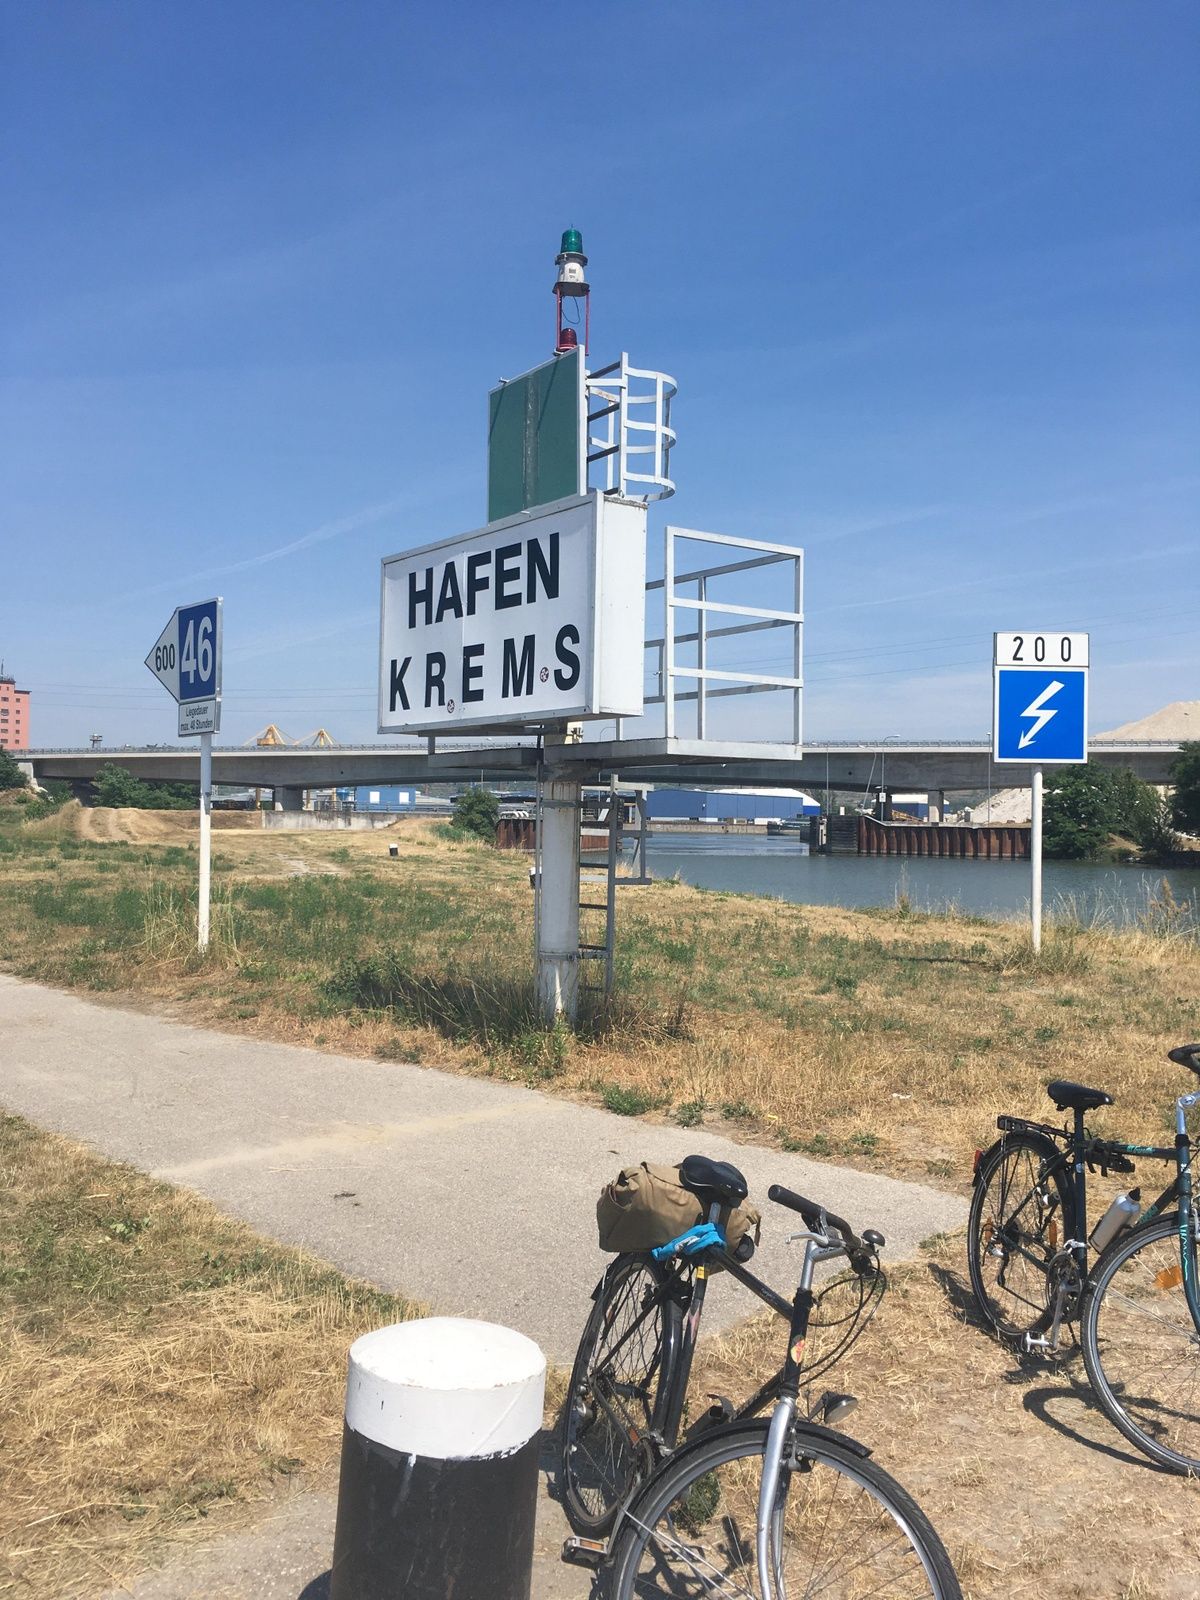 HAFEN
KREMS
600
46
Liegedauer
max. 48 Stunden
200